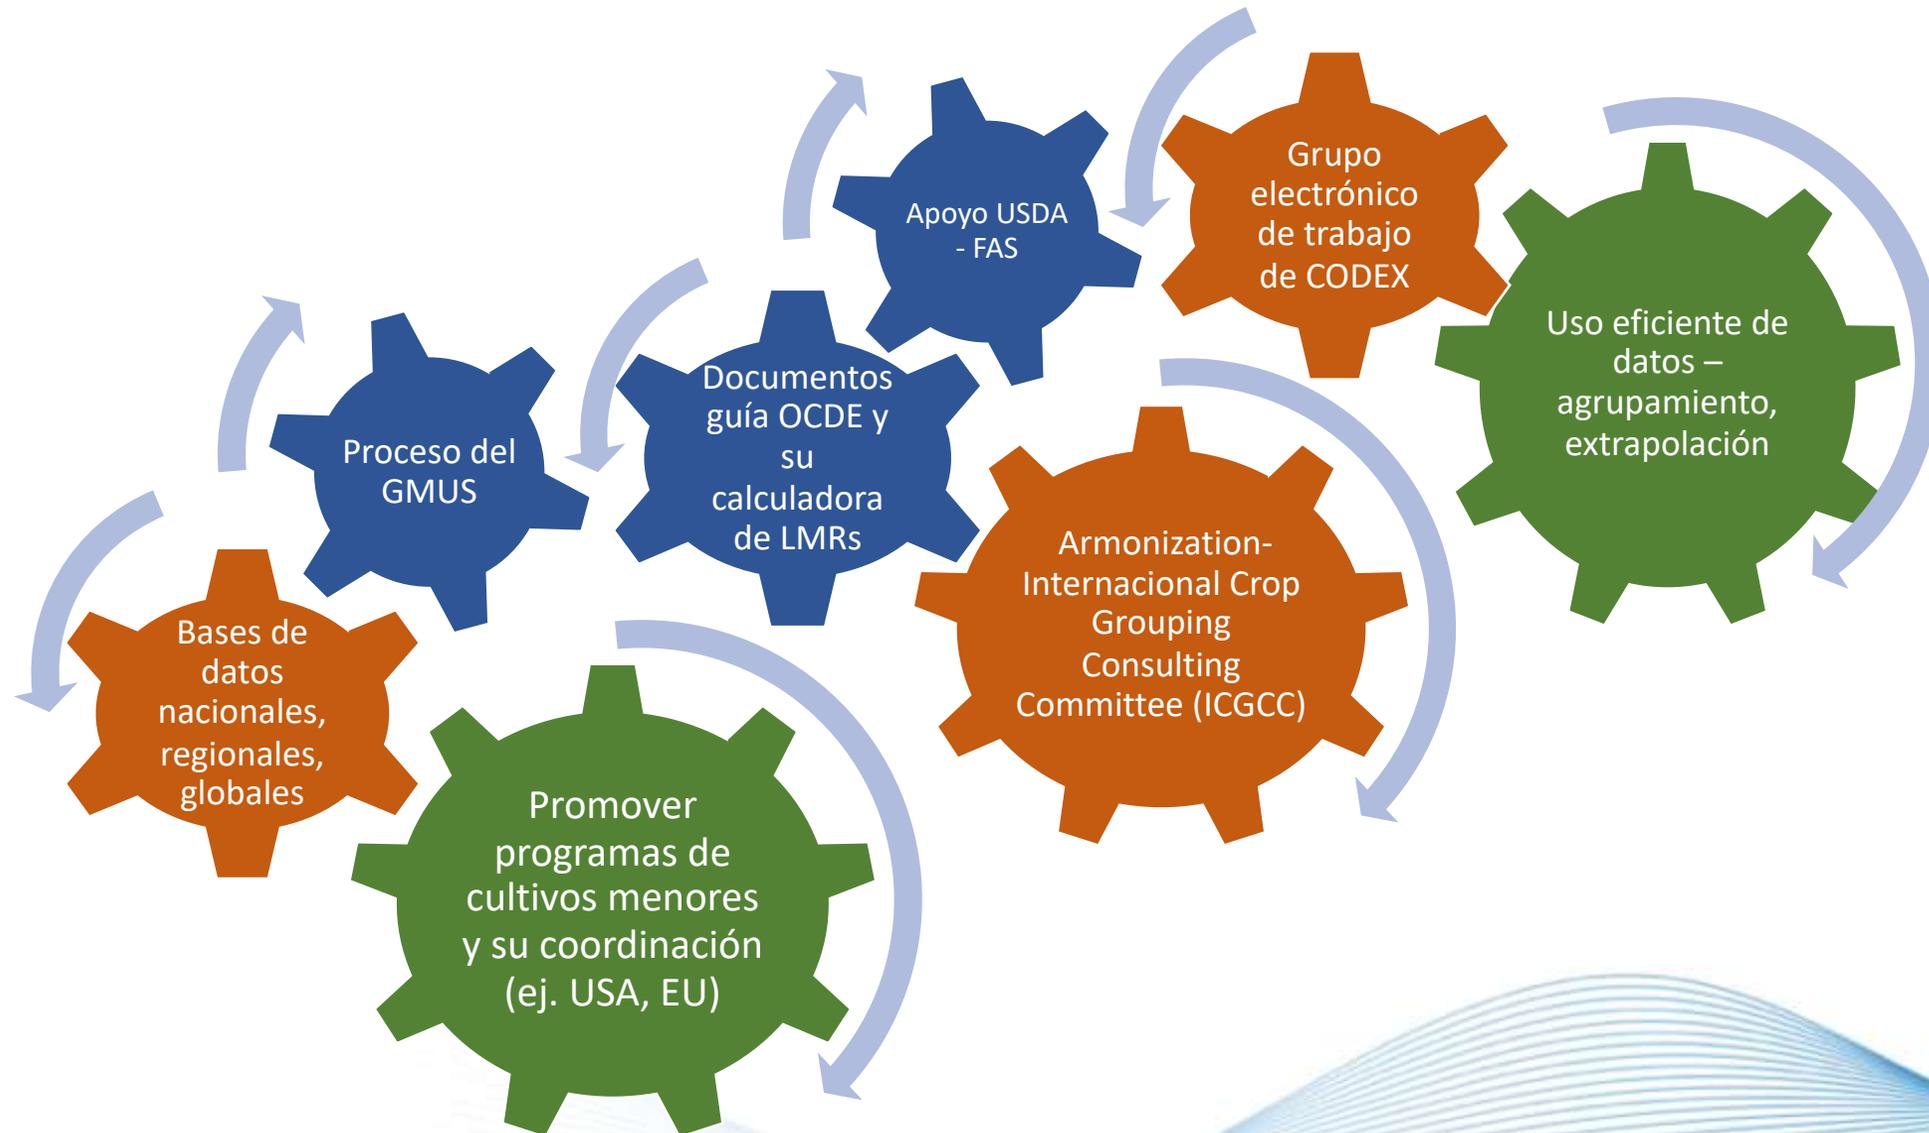 Apoyo USDA
- FAS
Grupo
electrónico
de trabajo
de CODEX
Uso eficiente de
datos –
agrupamiento,
extrapolación
Proceso del
GMUS
Documentos
guía OCDE y
su
calculadora
de LMRs
Armonization-
Internacional Crop
Grouping
Consulting
Committee (ICGCC)
Bases de
datos
nacionales,
regionales,
globales
Promover
programas de
cultivos menores
y su coordinación
(ej. USA, EU)